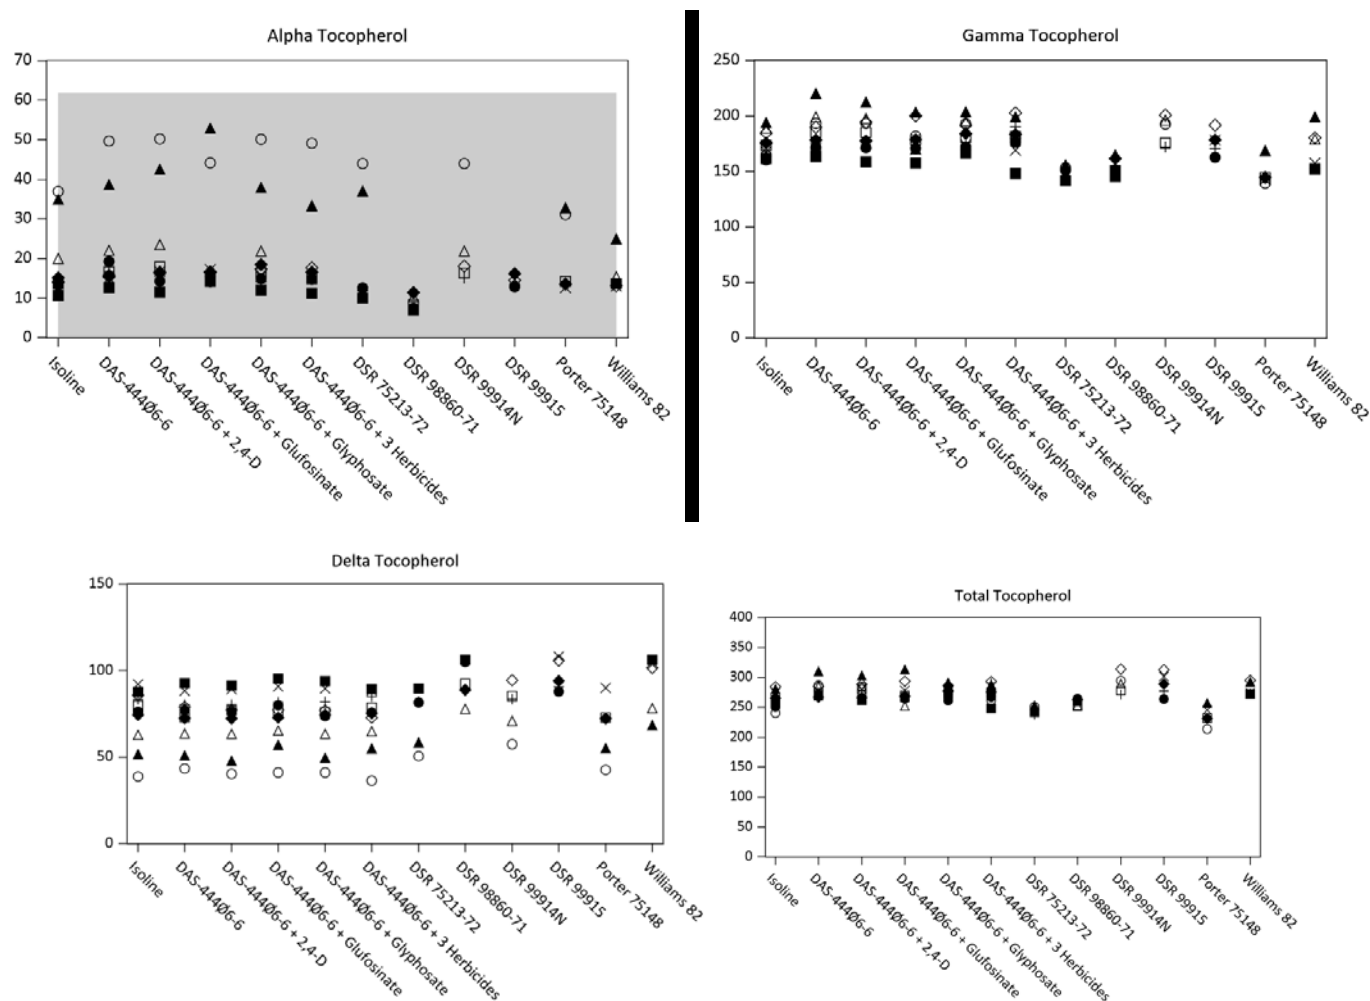 Alpha Tocopherol
70
60
50
40
30
20
10
0
Isoline
DAS-444Ø6-6
DAS-444Ø6-6 + 2,4-D
DAS-444Ø6-6 + Glufosinate
DAS-444Ø6-6 + Glyphosate
DAS-444Ø6-6 + 3 Herbicides
DSR 75213-72
DSR 98860-71
DSR 99914N
DSR 99915
Porter 75148
Williams 82
Gamma Tocopherol
250
200
150
100
50
0
Isoline
DAS-444Ø6-6
DAS-444Ø6-6 + 2,4-D
DAS-444Ø6-6 + Glufosinate
DAS-444Ø6-6 + Glyphosate
DAS-444Ø6-6 + 3 Herbicides
DSR 75213-72
DSR 98860-71
DSR 99914N
DSR 99915
Porter 75148
Williams 82
Delta Tocopherol
150
100
50
0
Isoline
DAS-444Ø6-6
DAS-444Ø6-6 + 2,4-D
DAS-444Ø6-6 + Glufosinate
DAS-444Ø6-6 + Glyphosate
DAS-444Ø6-6 + 3 Herbicides
DSR 75213-72
DSR 98860-71
DSR 99914N
DSR 99915
Porter 75148
Williams 82
Total Tocopherol
400
350
300
250
200
150
100
50
0
Isoline
DAS-444Ø6-6
DAS-444Ø6-6 + 2,4-D
DAS-444Ø6-6 + Glufosinate
DAS-444Ø6-6 + Glyphosate
DAS-444Ø6-6 + 3 Herbicides
DSR 75213-72
DSR 98860-71
DSR 99914N
DSR 99915
Porter 75148
Williams 82